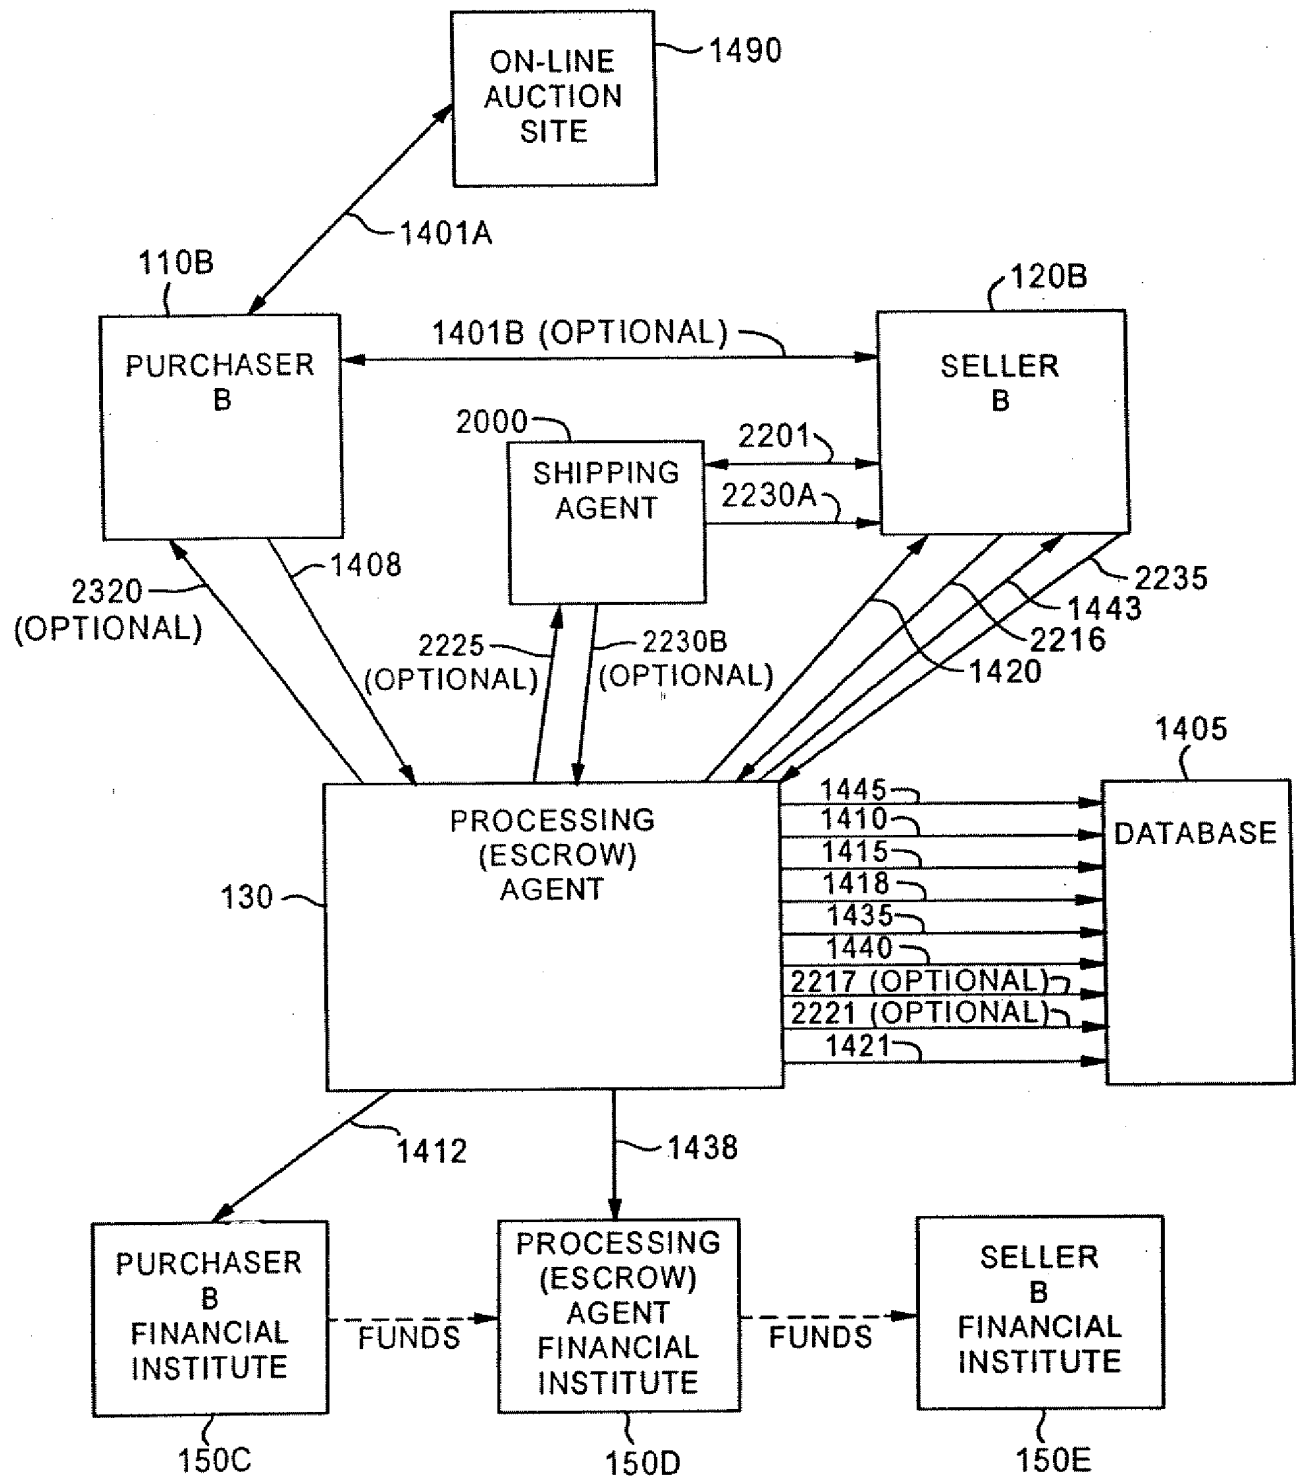 ON-LINE
AUCTION
SITE
1490
1401A
110B
120B
1401B (OPTIONAL)
PURCHASER
B
SELLER
B
2000
2201
SHIPPING
AGENT
2230A
1408
2320
(OPTIONAL)
2235
1443
2216
1420
2225
(OPTIONAL)
2230B
(OPTIONAL)
1405
1445
1410
1415
1418
1435
1440
2217 (OPTIONAL)
2221 (OPTIONAL)
1421
DATABASE
PROCESSING
(ESCROW)
AGENT
130
1412
1438
PURCHASER
B
FINANCIAL
INSTITUTE
FUNDS
PROCESSING
(ESCROW)
AGENT
FINANCIAL
INSTITUTE
FUNDS
SELLER
B
FINANCIAL
INSTITUTE
150C
150D
150E